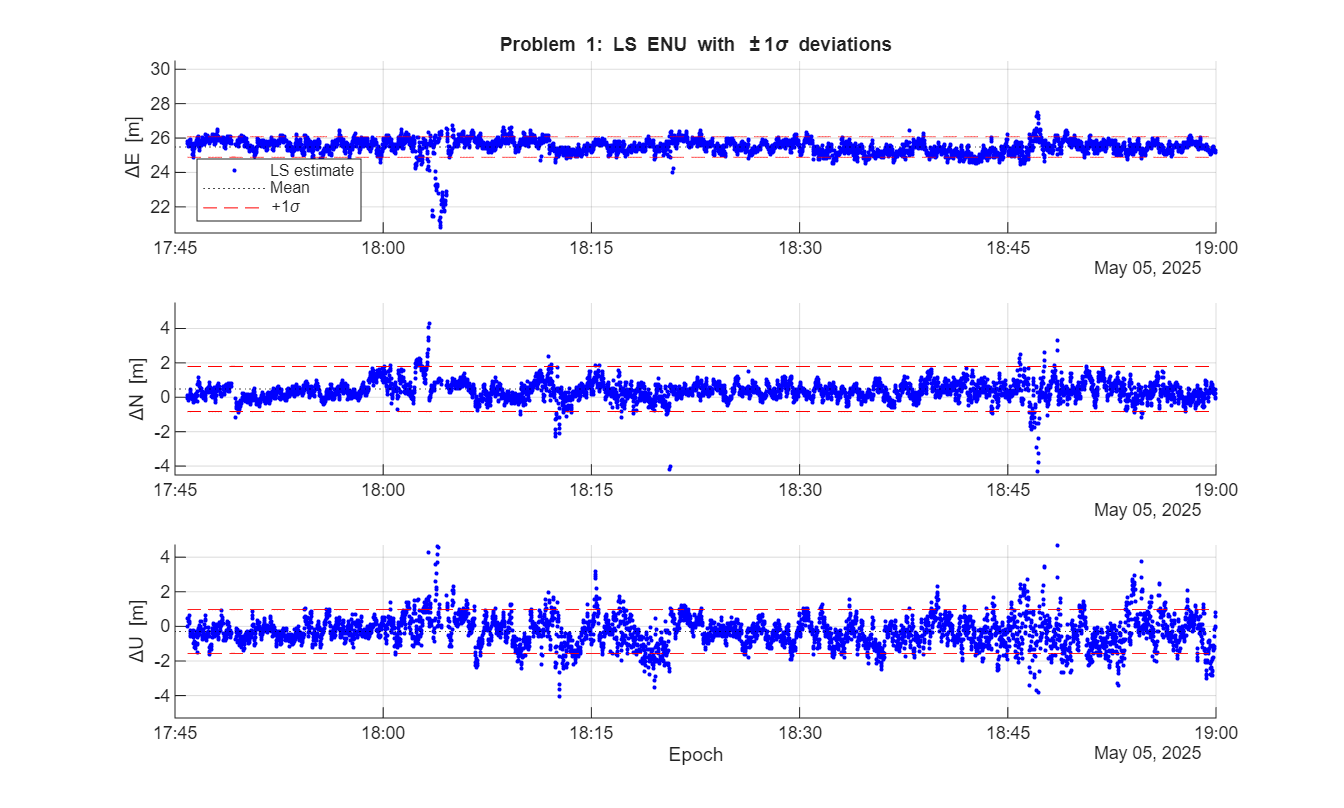 Problem 1: LS ENU with ±1σ deviations
30
28
26
24
22
ΔE [m]
LS estimate
Mean
+1σ
17:45 18:00 18:15 18:30 18:45 19:00
May 05, 2025
4
2
0
-2
-4
ΔN [m]
17:45 18:00 18:15 18:30 18:45 19:00
May 05, 2025
4
2
0
-2
-4
ΔU [m]
17:45 18:00 18:15 18:30 18:45 19:00
Epoch
May 05, 2025